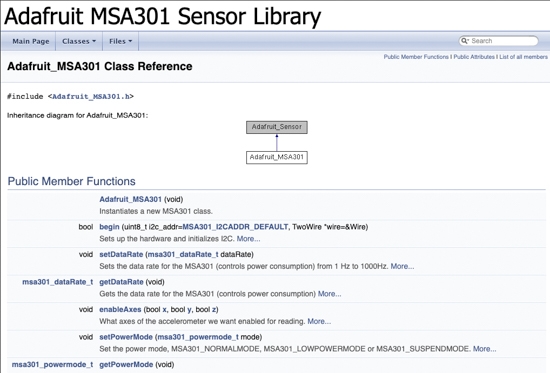 Adafruit MSA301 Sensor Library
Main Page Classes Files Search
Public Member Functions | Public Attributes | List of all members
Adafruit_MSA301 Class Reference
#include <Adafruit_MSA301.h>
Inheritance diagram for Adafruit_MSA301:
Adafruit_Sensor
Adafruit_MSA301
Public Member Functions
Adafruit_MSA301 (void)
Instantiates a new MSA301 class.
bool begin (uint8_t i2c_addr=MSA301_I2CADDR_DEFAULT, TwoWire *wire=&Wire)
Sets up the hardware and initializes I2C. More...
void setDataRate (msa301_dataRate_t dataRate)
Sets the data rate for the MSA301 (controls power consumption) from 1 Hz to 1000Hz. More...
msa301_dataRate_t getDataRate (void)
Gets the data rate for the MSA301 (controls power consumption) More...
void enableAxes (bool x, bool y, bool z)
What axes of the accelerometer we want enabled for reading. More...
void setPowerMode (msa301_powermode_t mode)
Set the power mode, MSA301_NORMALMODE, MSA301_LOWPOWERMODE or MSA301_SUSPENDMODE. More...
msa301_powermode_t getPowerMode (void)